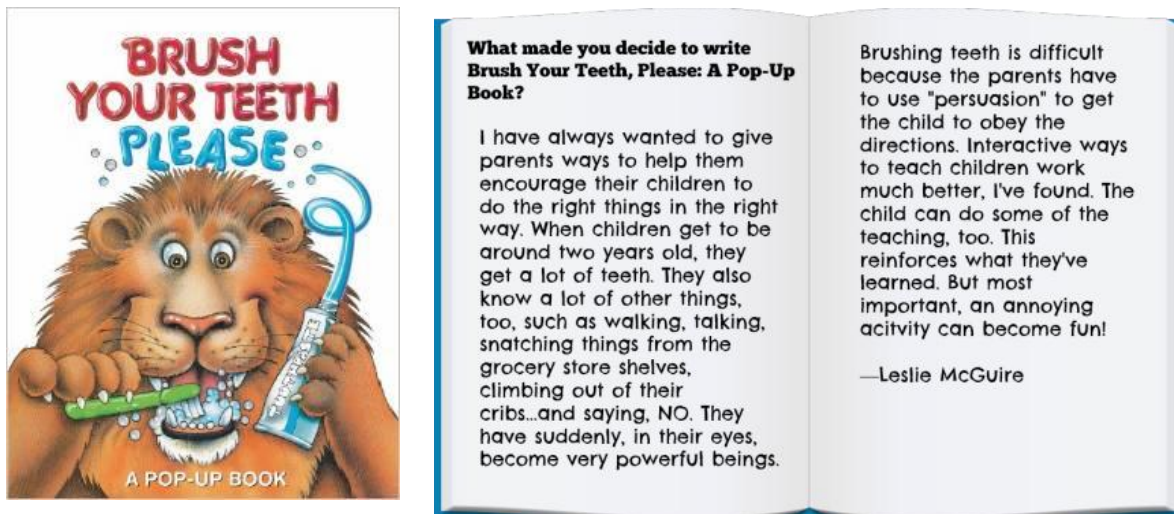 BRUSH
YOUR TEETH
PLEASE
A POP-UP BOOK
What made you decide to write
Brush Your Teeth, Please: A Pop-Up
Book?
I have always wanted to give
parents ways to help them
encourage their children to
do the right things in the right
way. When children get to be
around two years old, they
get a lot of teeth. They also
know a lot of other things,
too, such as walking, talking,
snatching things from the
grocery store shelves,
climbing out of their
cribs...and saying, NO. They
have suddenly, in their eyes,
become very powerful beings.
Brushing teeth is difficult
because the parents have
to use "persuasion" to get
the child to obey the
directions. Interactive ways
to teach children work
much better, I've found. The
child can do some of the
teaching, too. This
reinforces what they've
learned. But most
important, an annoying
acitvity can become fun!
—Leslie McGuire